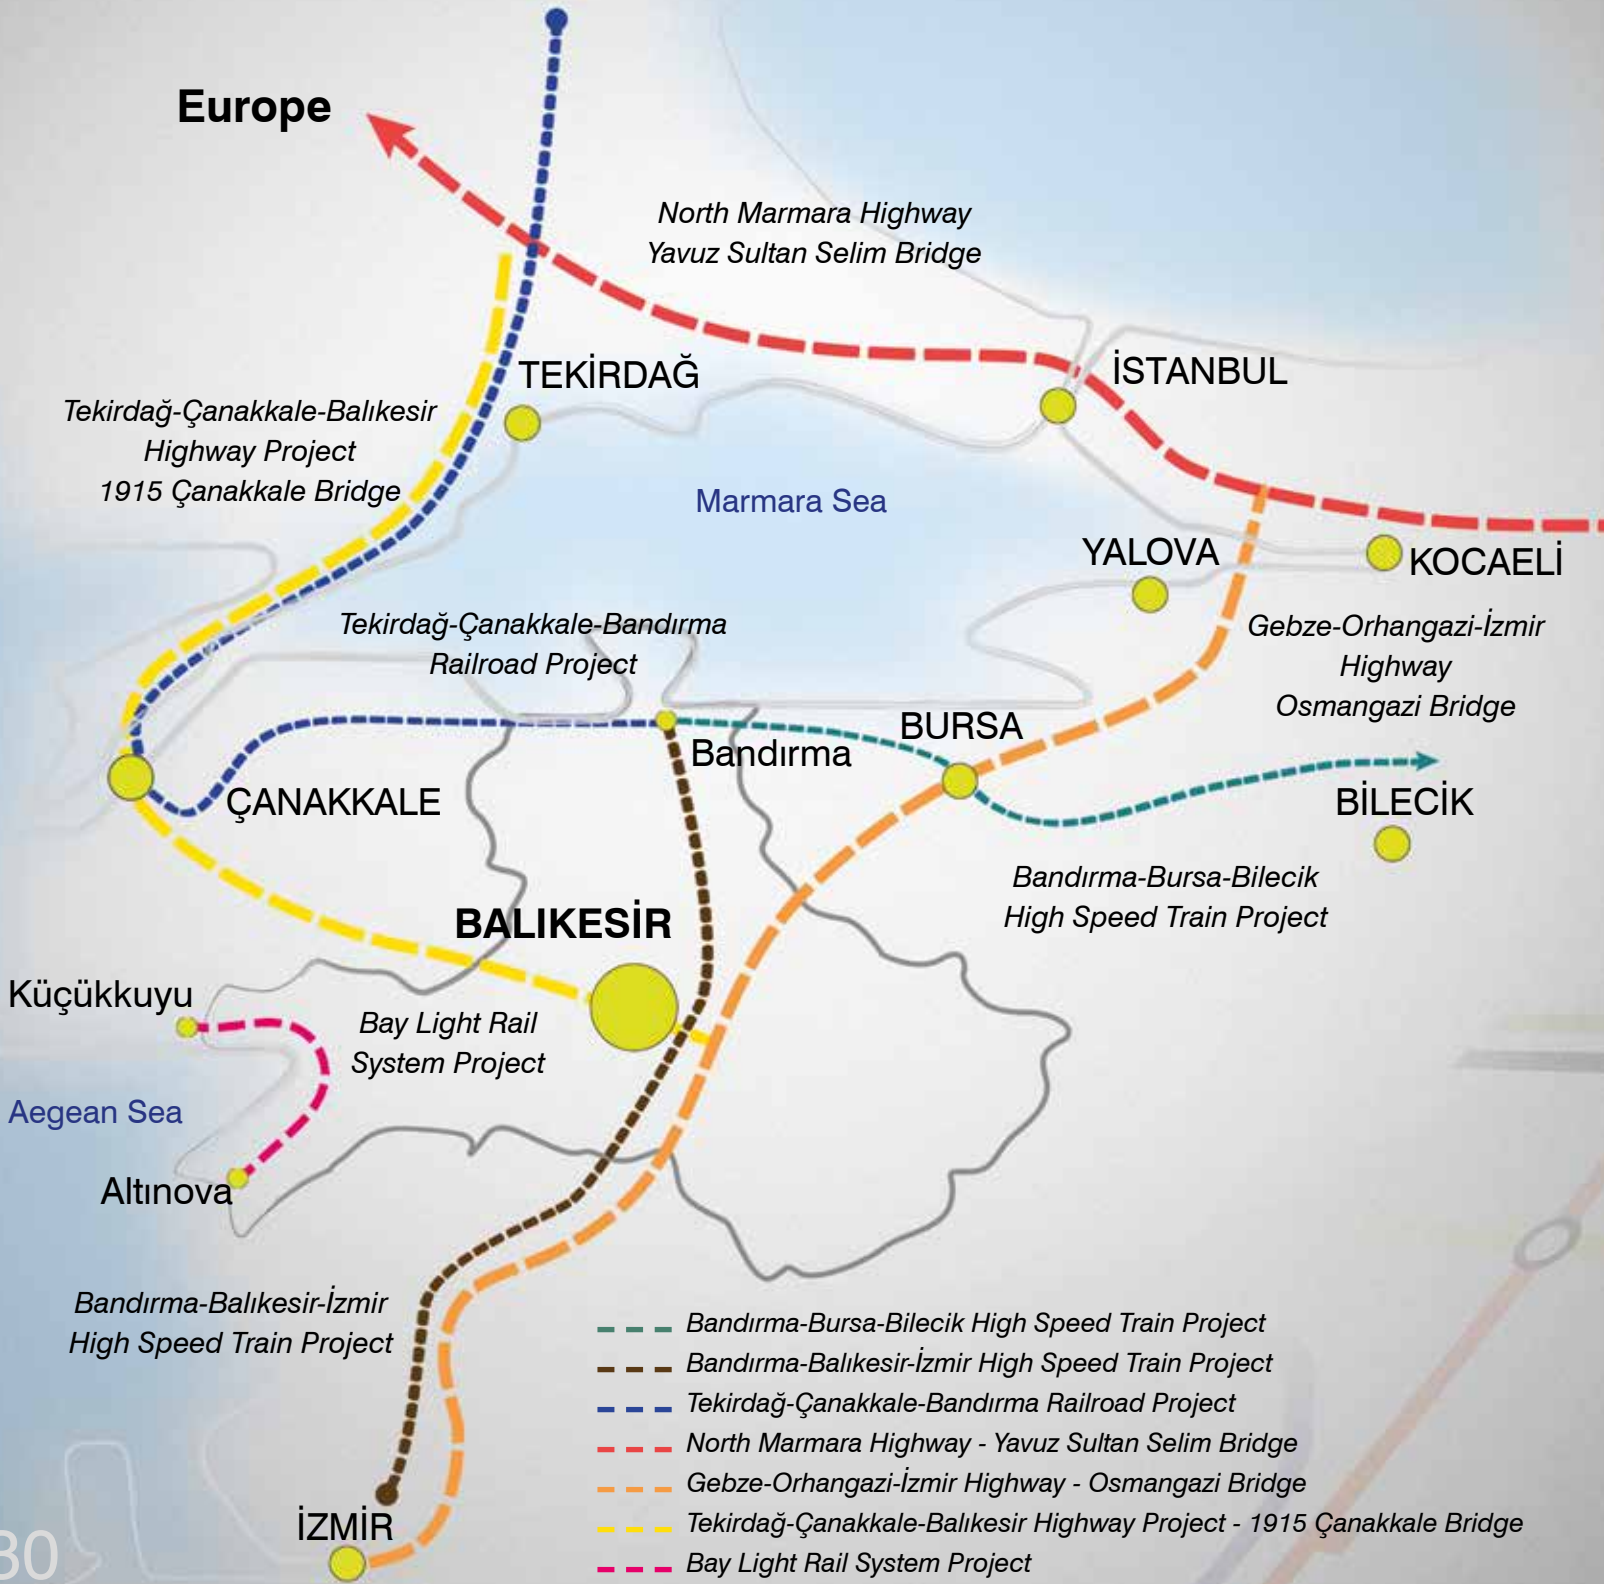 Europe
North Marmara Highway
Yavuz Sultan Selim Bridge
TEKİRDAĞ
İSTANBUL
Tekirdağ-Çanakkale-Balıkesir
Highway Project
1915 Çanakkale Bridge
Marmara Sea
YALOVA
KOCAELİ
Tekirdağ-Çanakkale-Bandırma
Railroad Project
Gebze-Orhangazi-İzmir
Highway
Osmangazi Bridge
BURSA
Bandırma
ÇANAKKALE
BİLECİK
Bandırma-Bursa-Bilecik
High Speed Train Project
BALIKESİR
Küçükkuyu
Bay Light Rail
System Project
Aegean Sea
Altınova
Bandırma-Balıkesir-İzmir
High Speed Train Project
İZMİR
Bandırma-Bursa-Bilecik High Speed Train Project
Bandırma-Balıkesir-İzmir High Speed Train Project
Tekirdağ-Çanakkale-Bandırma Railroad Project
North Marmara Highway - Yavuz Sultan Selim Bridge
Gebze-Orhangazi-İzmir Highway - Osmangazi Bridge
Tekirdağ-Çanakkale-Balıkesir Highway Project - 1915 Çanakkale Bridge
Bay Light Rail System Project
30